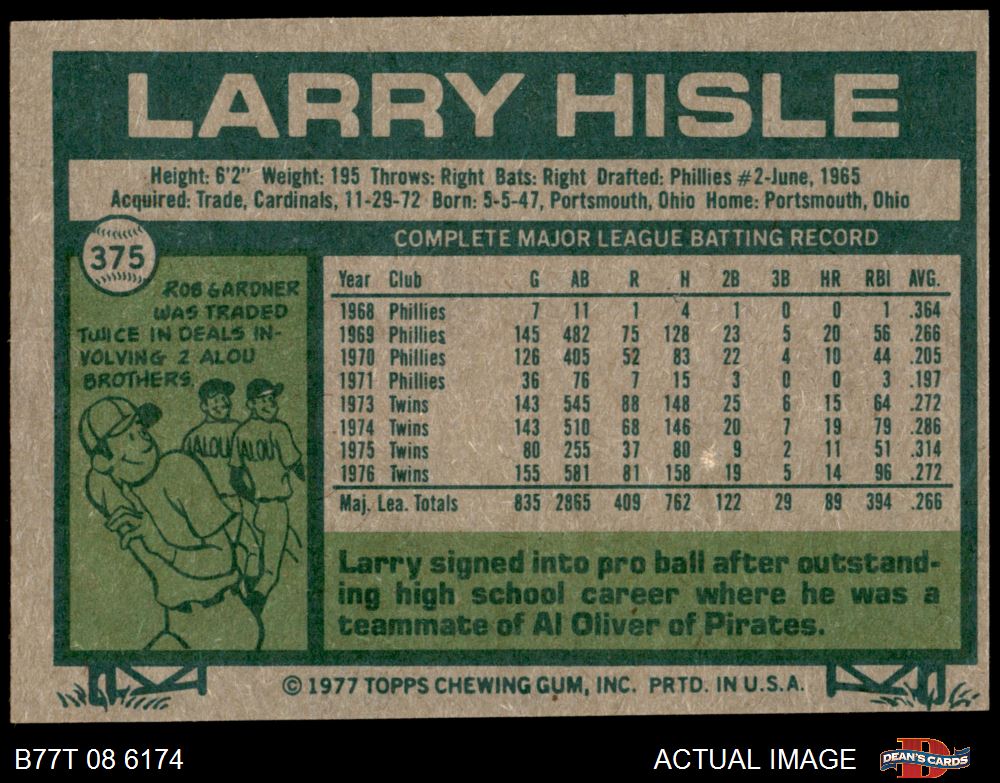 LARRY HISLE
Height: 6'2" Weight: 195 Throws: Right Bats: Right Drafted: Phillies #2-June, 1965
Acquired: Trade, Cardinals, 11-29-72 Born: 5-5-47, Portsmouth, Ohio Home: Portsmouth, Ohio
375
ROB GARDNER
WAS TRADED
TWICE IN DEALS IN-
VOLVING 2 ALOU
BROTHERS.
ALOU ALOU
COMPLETE MAJOR LEAGUE BATTING RECORD
Year Club G AB R H 2B 3B HR RBI AVG.
1968 Phillies 7 11 1 4 1 0 0 1 .364
1969 Phillies 145 482 75 128 23 5 20 56 .266
1970 Phillies 126 405 52 83 22 4 10 44 .205
1971 Phillies 36 76 7 15 3 0 0 3 .197
1973 Twins 143 545 88 148 25 6 15 64 .272
1974 Twins 143 510 68 146 20 7 19 79 .286
1975 Twins 80 255 37 80 9 2 11 51 .314
1976 Twins 155 581 81 158 19 5 14 96 .272
Maj. Lea. Totals 835 2865 409 762 122 29 89 394 .266
Larry signed into pro ball after outstand-
ing high school career where he was a
teammate of Al Oliver of Pirates.
© 1977 TOPPS CHEWING GUM, INC. PRTD. IN U.S.A.
B77T 08 6174
ACTUAL IMAGE
DEAN'S CARDS